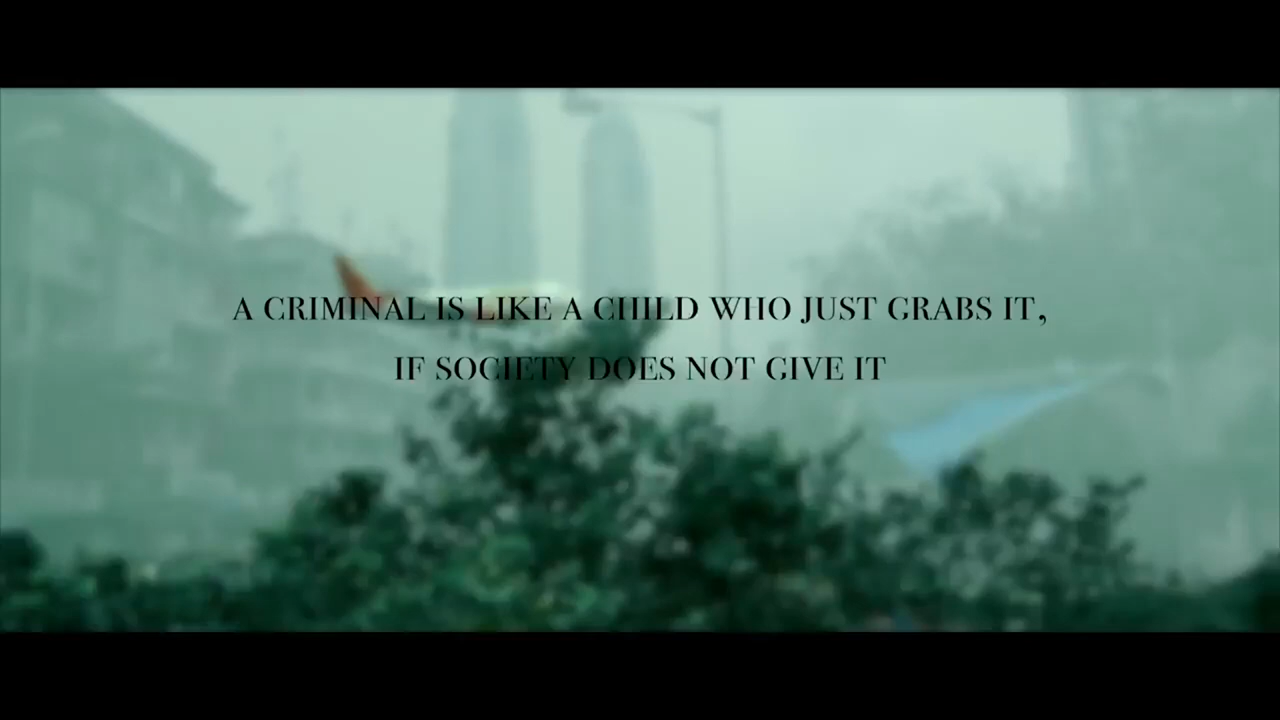 A CRIMINAL IS LIKE A CHILD WHO JUST GRABS IT,
IF SOCIETY DOES NOT GIVE IT